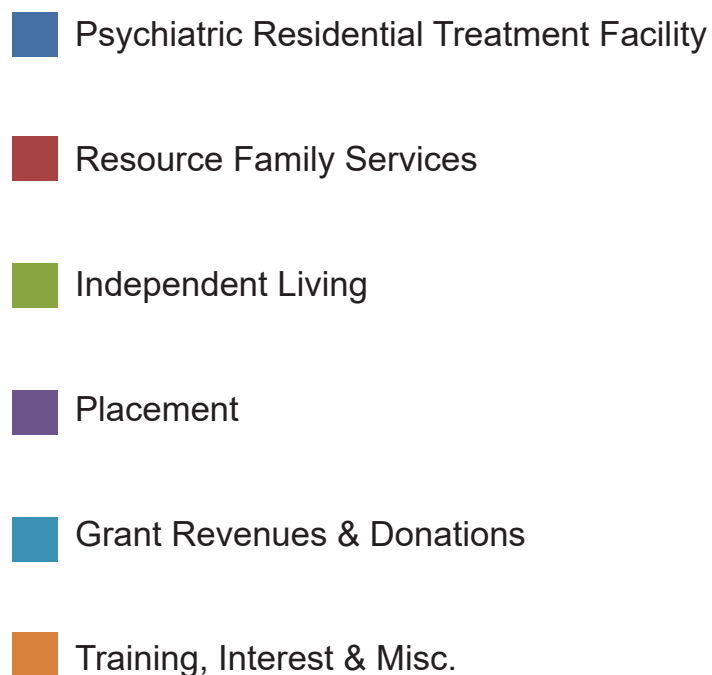 Psychiatric Residential Treatment Facility
Resource Family Services
Independent Living
Placement
Grant Revenues & Donations
Training, Interest & Misc.